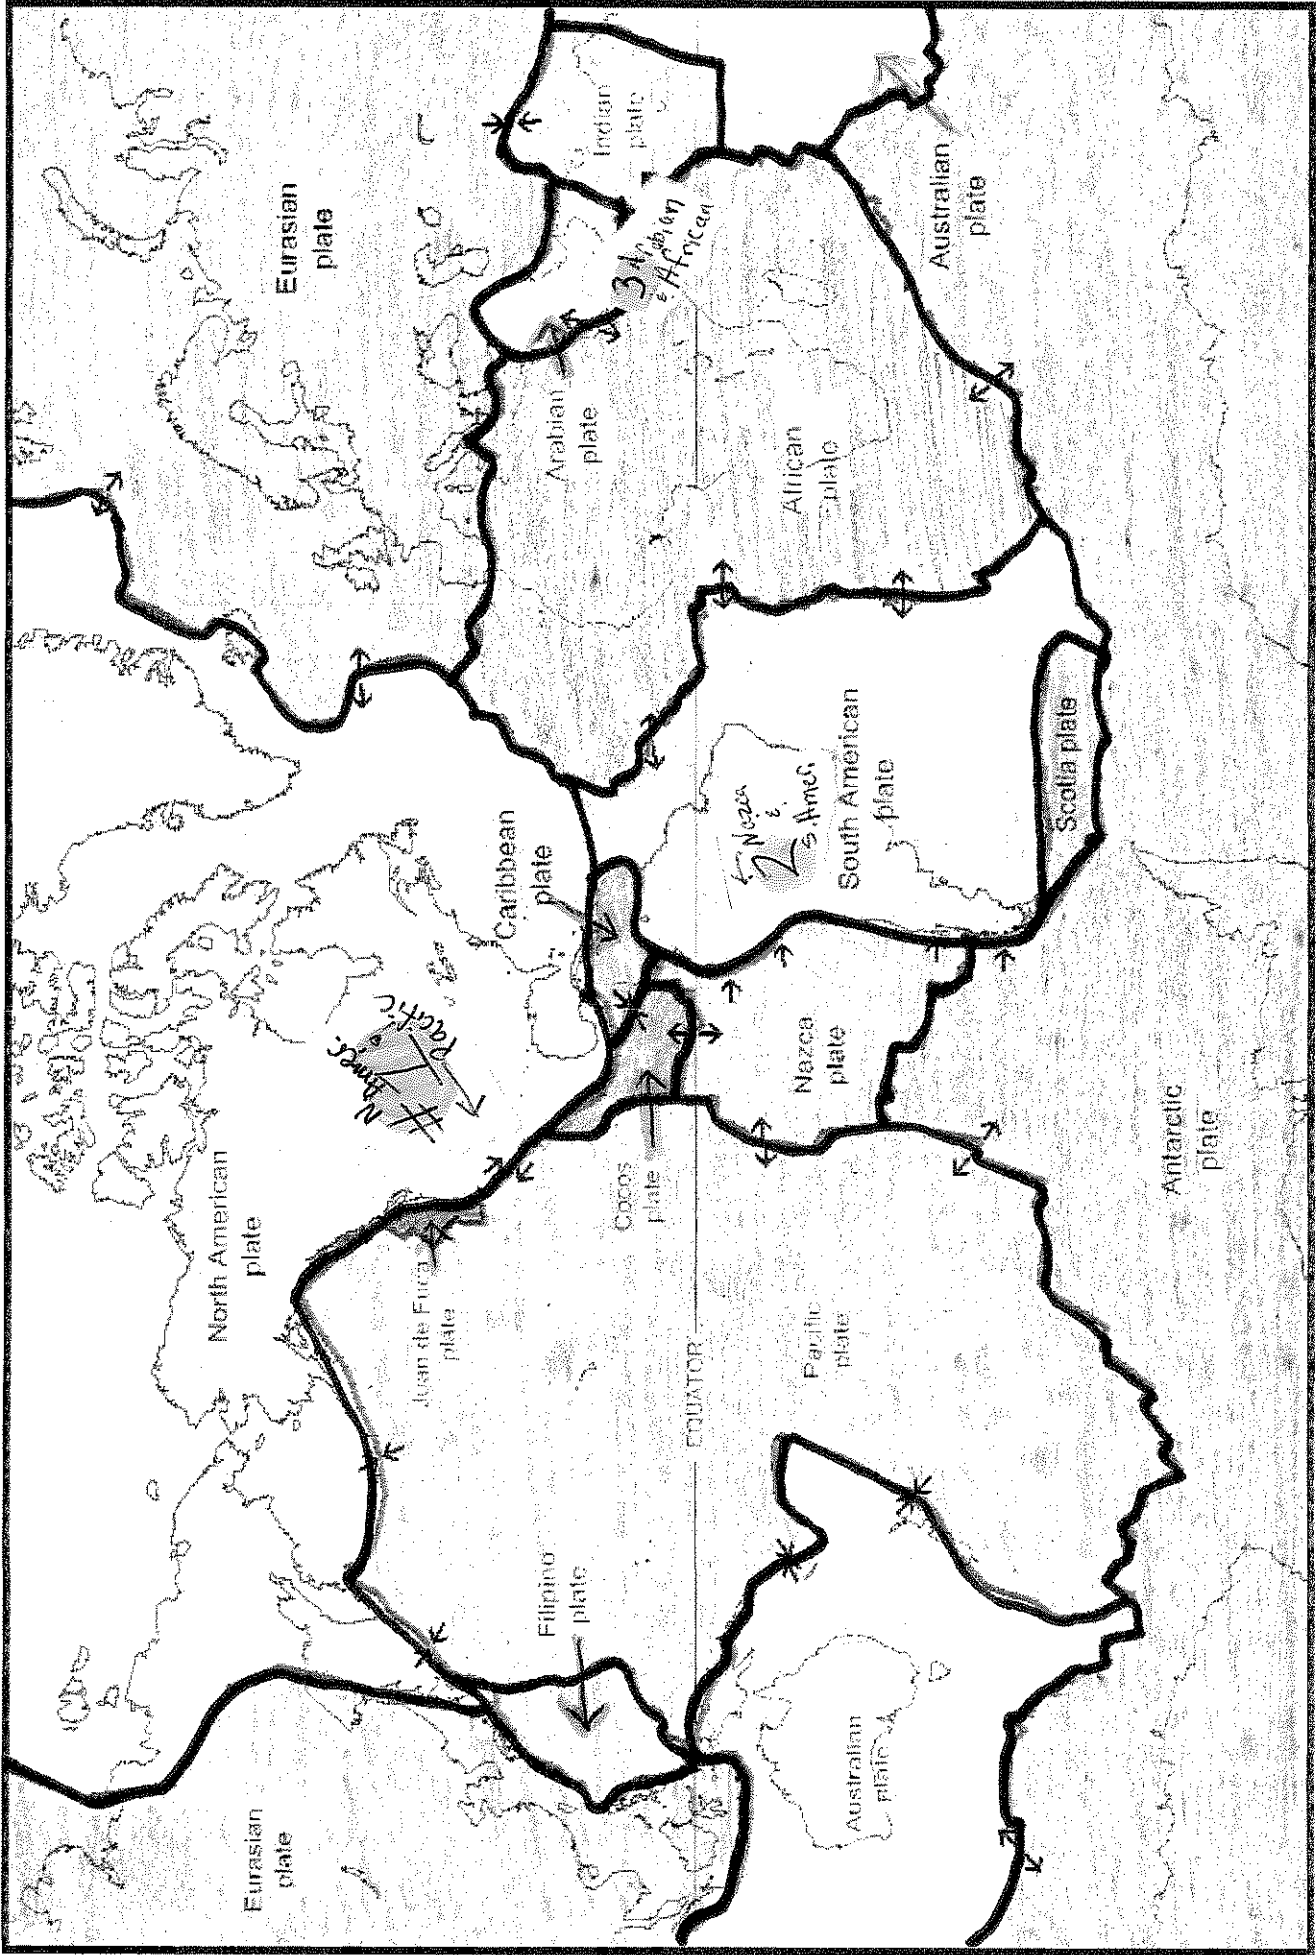 Eurasian
plate
North American
plate
# 1
N Amer.
&
Pacific
Juan de Fuca
plate
Filipino
plate
EQUATOR
Caribbean
plate
Cocos
plate
Pacific
plate
Australian
plate
Nazca
plate
2
Nazca
&
S. Amer.
South American
plate
Scotia plate
Antarctic
plate
Eurasian
plate
Arabian
plate
3 Arabian
& African
African
plate
Indian
plate
Australian
plate